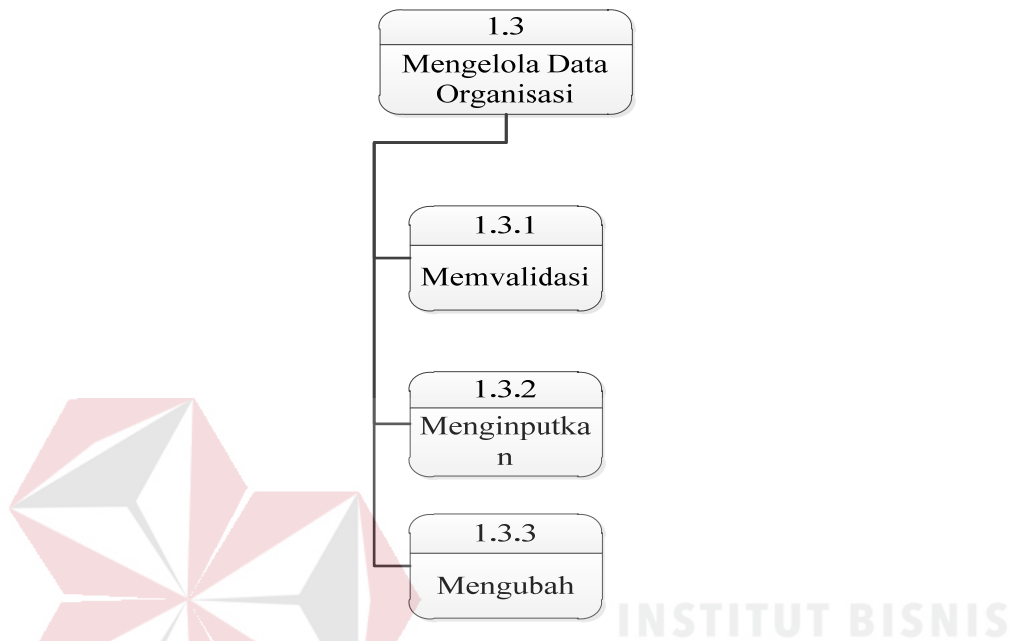 1.3
Mengelola Data
Organisasi
1.3.1
Memvalidasi
1.3.2
Menginputka
n
1.3.3
Mengubah
INSTITUT BISNIS